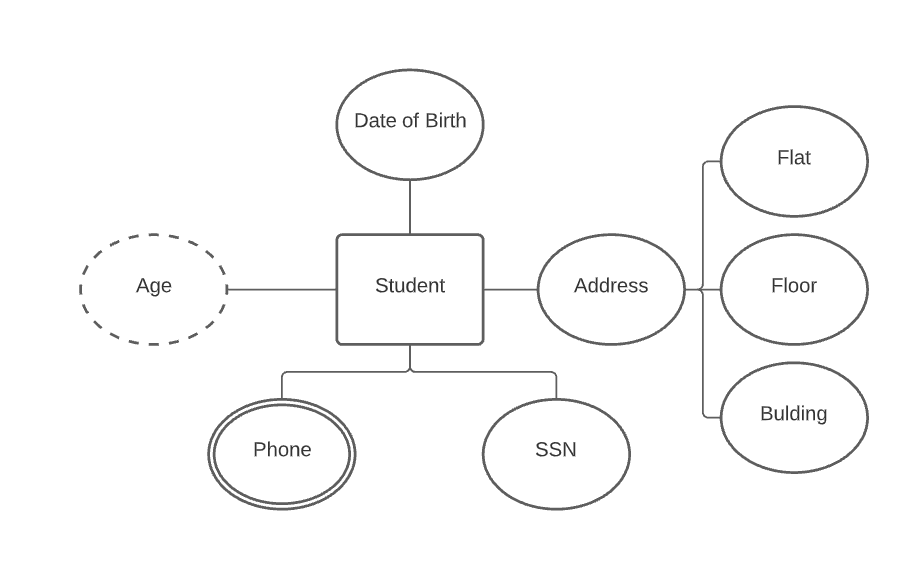 Date of Birth
Flat
Age
Student
Address
Floor
Bulding
Phone
SSN